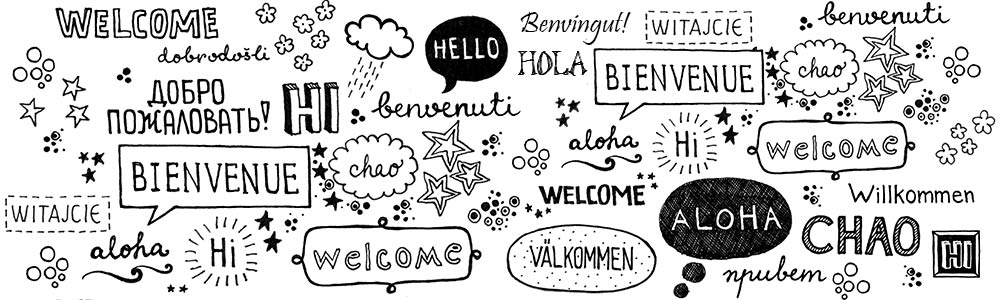 WELCOME
dobrodošli
HELLO
Benvingut!
HOLA
WITAJCIE
benvenuti
BIENVENUE
chao
ДОБРО
ПОЖАЛОВАТЬ!
HI
benvenuti
aloha
Hi
welcome
BIENVENUE
chao
WELCOME
Willkommen
WITAJCIE
aloha
Hi
welcome
VÄLKOMMEN
ALOHA
CHAO
HI
привет